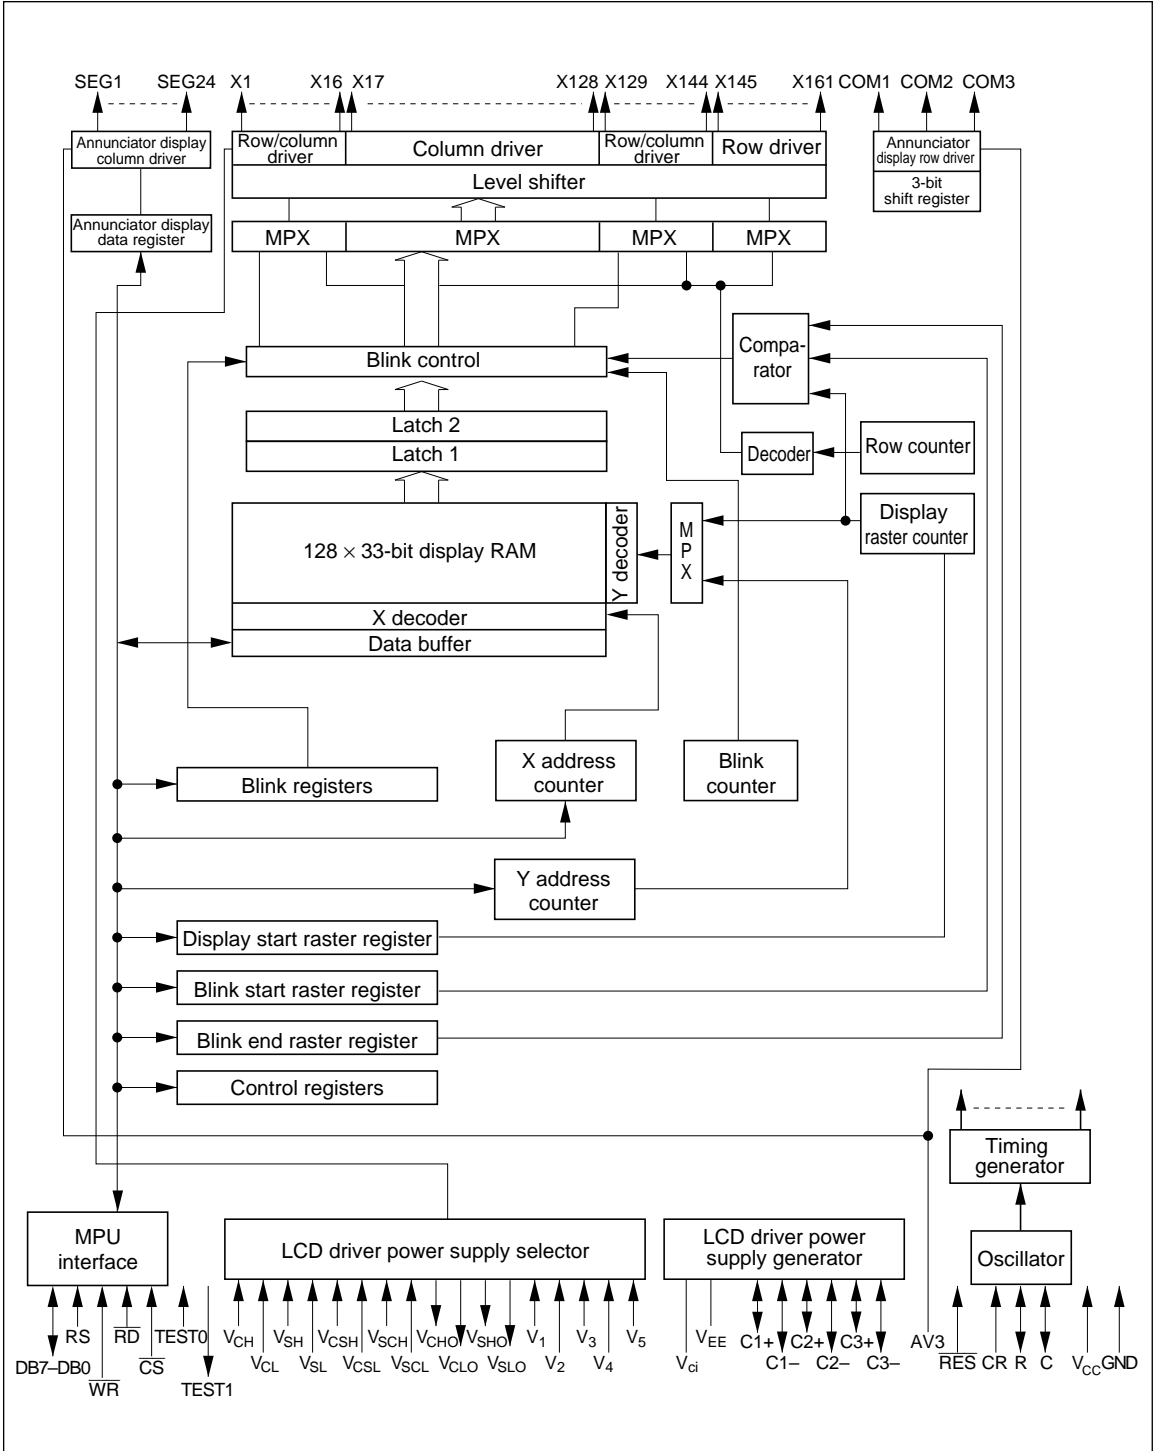 SEG1 SEG24 X1 X16 X17 X128 X129 X144 X145 X161 COM1 COM2 COM3
Annunciator display
column driver
Row/column
driver
Column driver
Row/column
driver
Row driver
Annunciator
display row driver
Level shifter
3-bit
shift register
Annunciator display
data register
MPX MPX MPX MPX
Compa-
rator
Blink control
Latch 2
Latch 1
Decoder
Row counter
Display
raster counter
128 × 33-bit display RAM
Y decoder
M
P
X
X decoder
Data buffer
X address
counter
Blink
counter
Blink registers
Y address
counter
Display start raster register
Blink start raster register
Blink end raster register
Control registers
Timing
generator
MPU
interface
LCD driver power supply selector
LCD driver power
supply generator
Oscillator
RS R̅D̅ TEST0 VCH VSH VCSH VSCH VCHO VSHO V1 V3 V5 VEE C1+ C2+ C3+ AV3 R̅E̅S̅ CR R C VCC GND
DB7–DB0 W̅R̅ C̅S̅ TEST1 VCL VSL VCSL VSCL VCLO VSLO V2 V4 Vci C1– C2– C3–